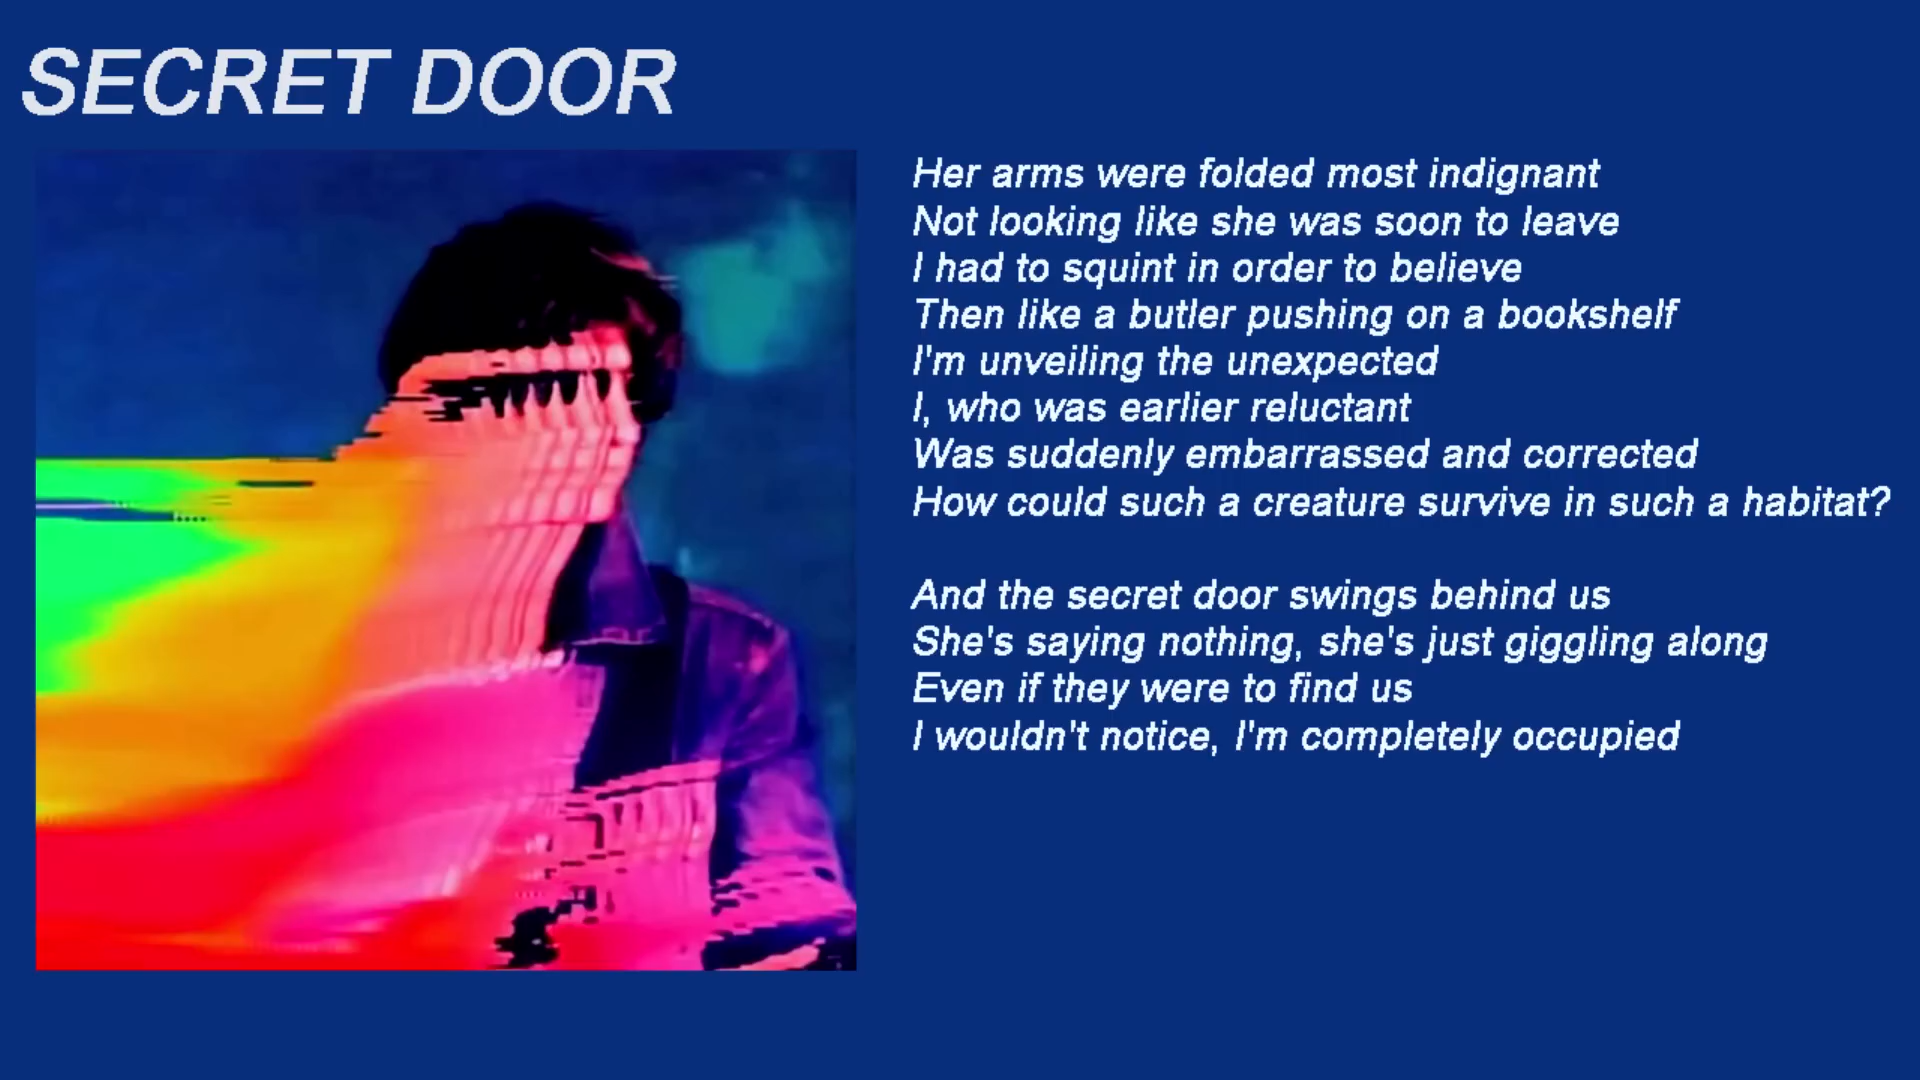 SECRET DOOR
Her arms were folded most indignant
Not looking like she was soon to leave
I had to squint in order to believe
Then like a butler pushing on a bookshelf
I'm unveiling the unexpected
I, who was earlier reluctant
Was suddenly embarrassed and corrected
How could such a creature survive in such a habitat?
And the secret door swings behind us
She's saying nothing, she's just giggling along
Even if they were to find us
I wouldn't notice, I'm completely occupied